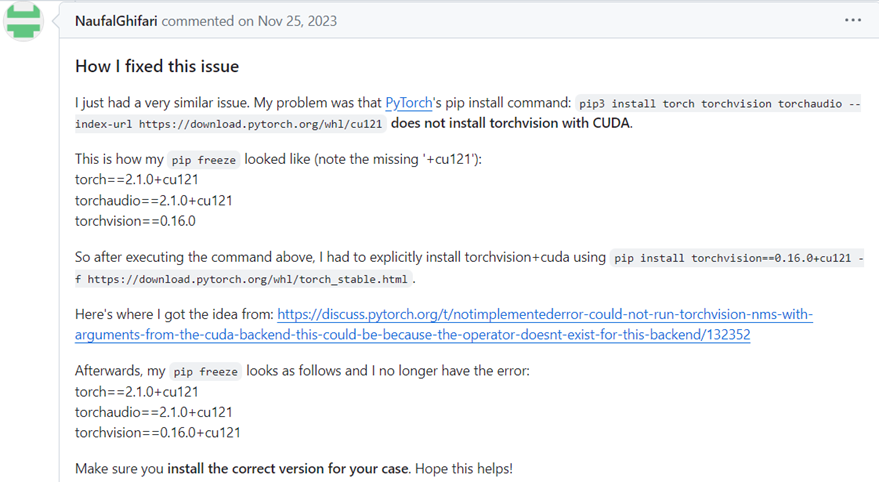 NaufalGhifari commented on Nov 25, 2023
How I fixed this issue
I just had a very similar issue. My problem was that PyTorch's pip install command: pip3 install torch torchvision torchaudio --
index-url https://download.pytorch.org/whl/cu121 does not install torchvision with CUDA.
This is how my pip freeze looked like (note the missing '+cu121'):
torch==2.1.0+cu121
torchaudio==2.1.0+cu121
torchvision==0.16.0
So after executing the command above, I had to explicitly install torchvision+cuda using pip install torchvision==0.16.0+cu121 -
f https://download.pytorch.org/whl/torch_stable.html.
Here's where I got the idea from: https://discuss.pytorch.org/t/notimplementederror-could-not-run-torchvision-nms-with-
arguments-from-the-cuda-backend-this-could-be-because-the-operator-doesnt-exist-for-this-backend/132352
Afterwards, my pip freeze looks as follows and I no longer have the error:
torch==2.1.0+cu121
torchaudio==2.1.0+cu121
torchvision==0.16.0+cu121
Make sure you install the correct version for your case. Hope this helps!